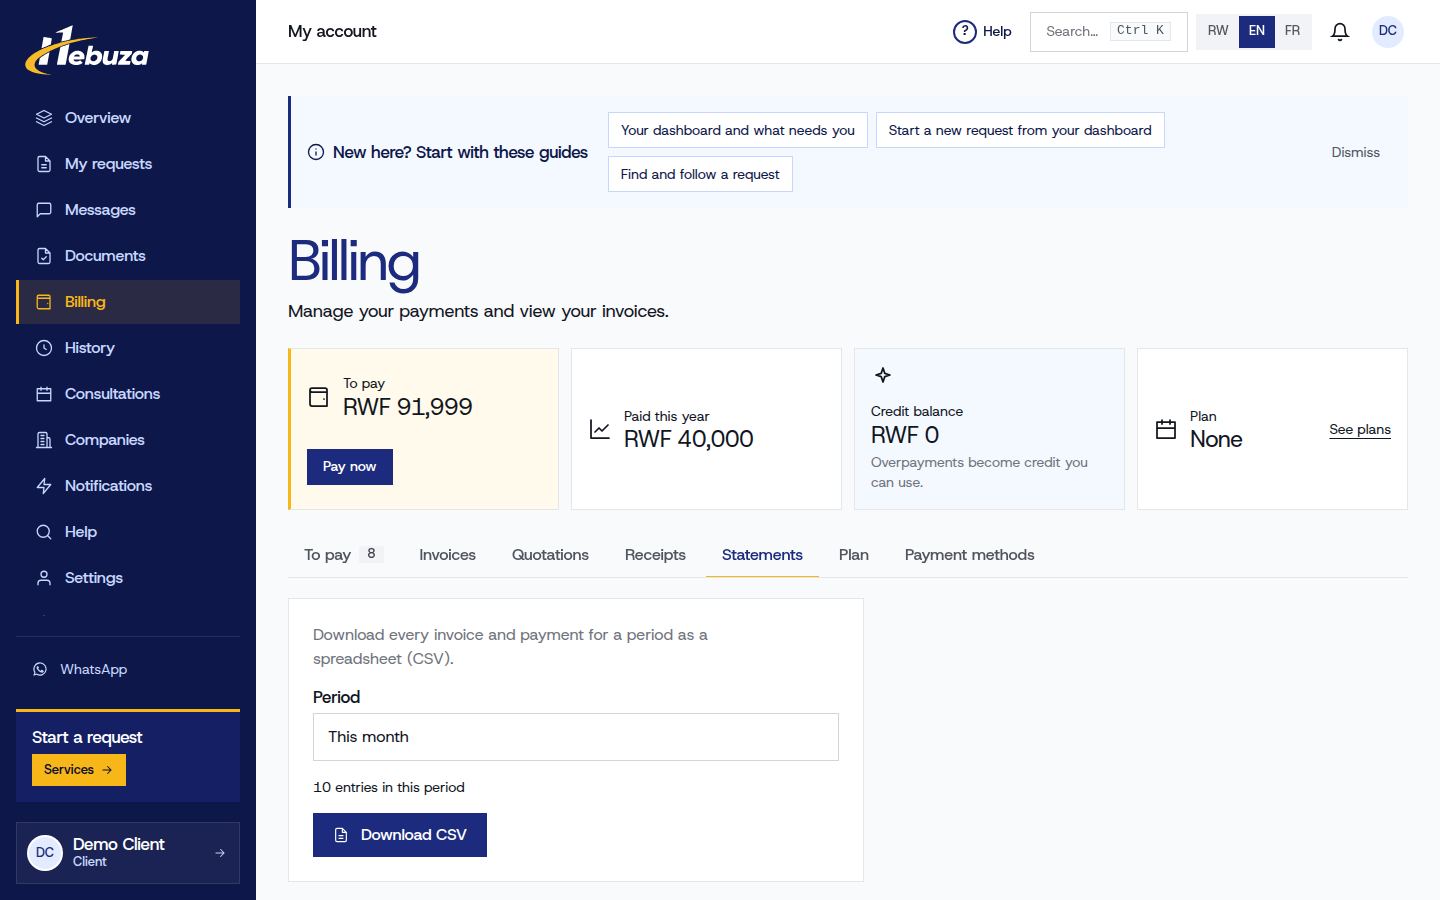 Hebuza
Overview
My requests
Messages
Documents
Billing
History
Consultations
Companies
Notifications
Help
Settings
WhatsApp
Start a request
Services
DC
Demo Client
Client
My account
? Help
Search... Ctrl K
RW EN FR
DC
New here? Start with these guides
Your dashboard and what needs you
Start a new request from your dashboard
Find and follow a request
Dismiss
Billing
Manage your payments and view your invoices.
To pay
RWF 91,999
Pay now
Paid this year
RWF 40,000
Credit balance
RWF 0
Overpayments become credit you
can use.
Plan
None
See plans
To pay 8
Invoices
Quotations
Receipts
Statements
Plan
Payment methods
Download every invoice and payment for a period as a
spreadsheet (CSV).
Period
This month
10 entries in this period
Download CSV